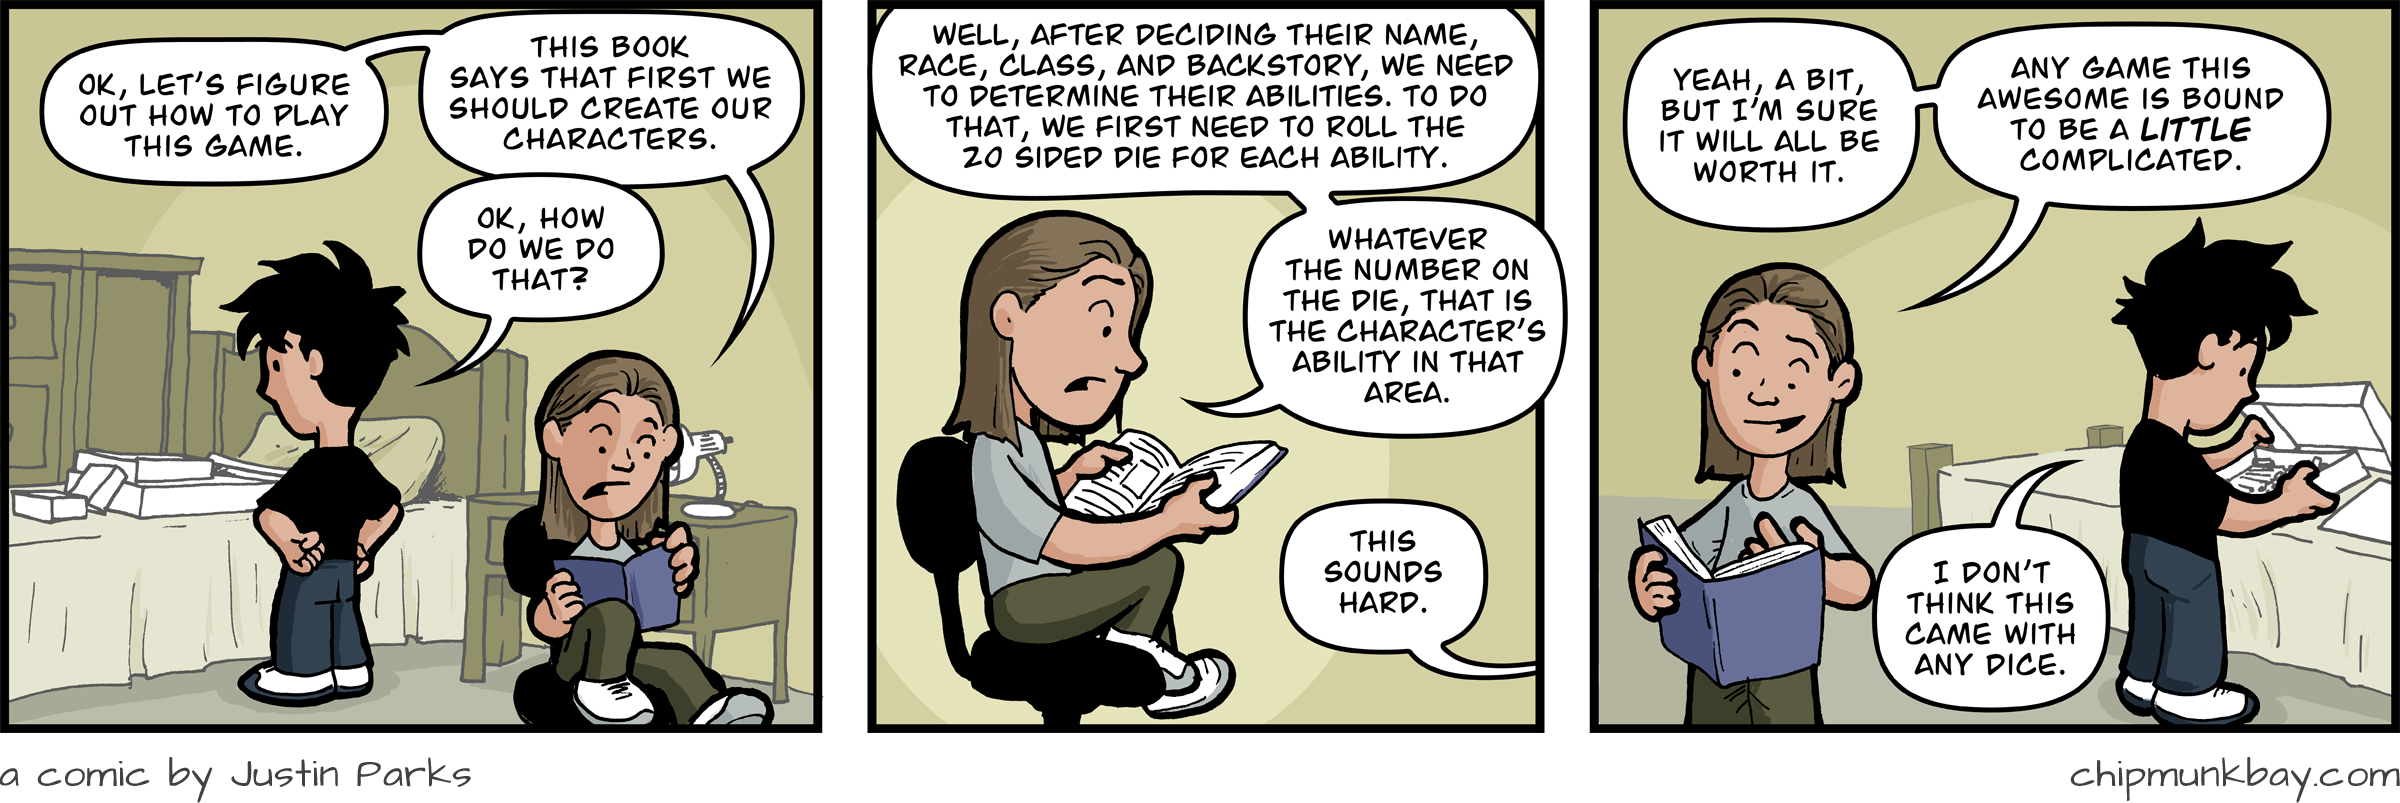 OK, LET'S FIGURE
OUT HOW TO PLAY
THIS GAME.
THIS BOOK
SAYS THAT FIRST WE
SHOULD CREATE OUR
CHARACTERS.
OK, HOW
DO WE DO
THAT?
WELL, AFTER DECIDING THEIR NAME,
RACE, CLASS, AND BACKSTORY, WE NEED
TO DETERMINE THEIR ABILITIES. TO DO
THAT, WE FIRST NEED TO ROLL THE
20 SIDED DIE FOR EACH ABILITY.
WHATEVER
THE NUMBER ON
THE DIE, THAT IS
THE CHARACTER'S
ABILITY IN THAT
AREA.
THIS
SOUNDS
HARD.
YEAH, A BIT,
BUT I'M SURE
IT WILL ALL BE
WORTH IT.
ANY GAME THIS
AWESOME IS BOUND
TO BE A LITTLE
COMPLICATED.
I DON'T
THINK THIS
CAME WITH
ANY DICE.
a comic by Justin Parks
chipmunkbay.com